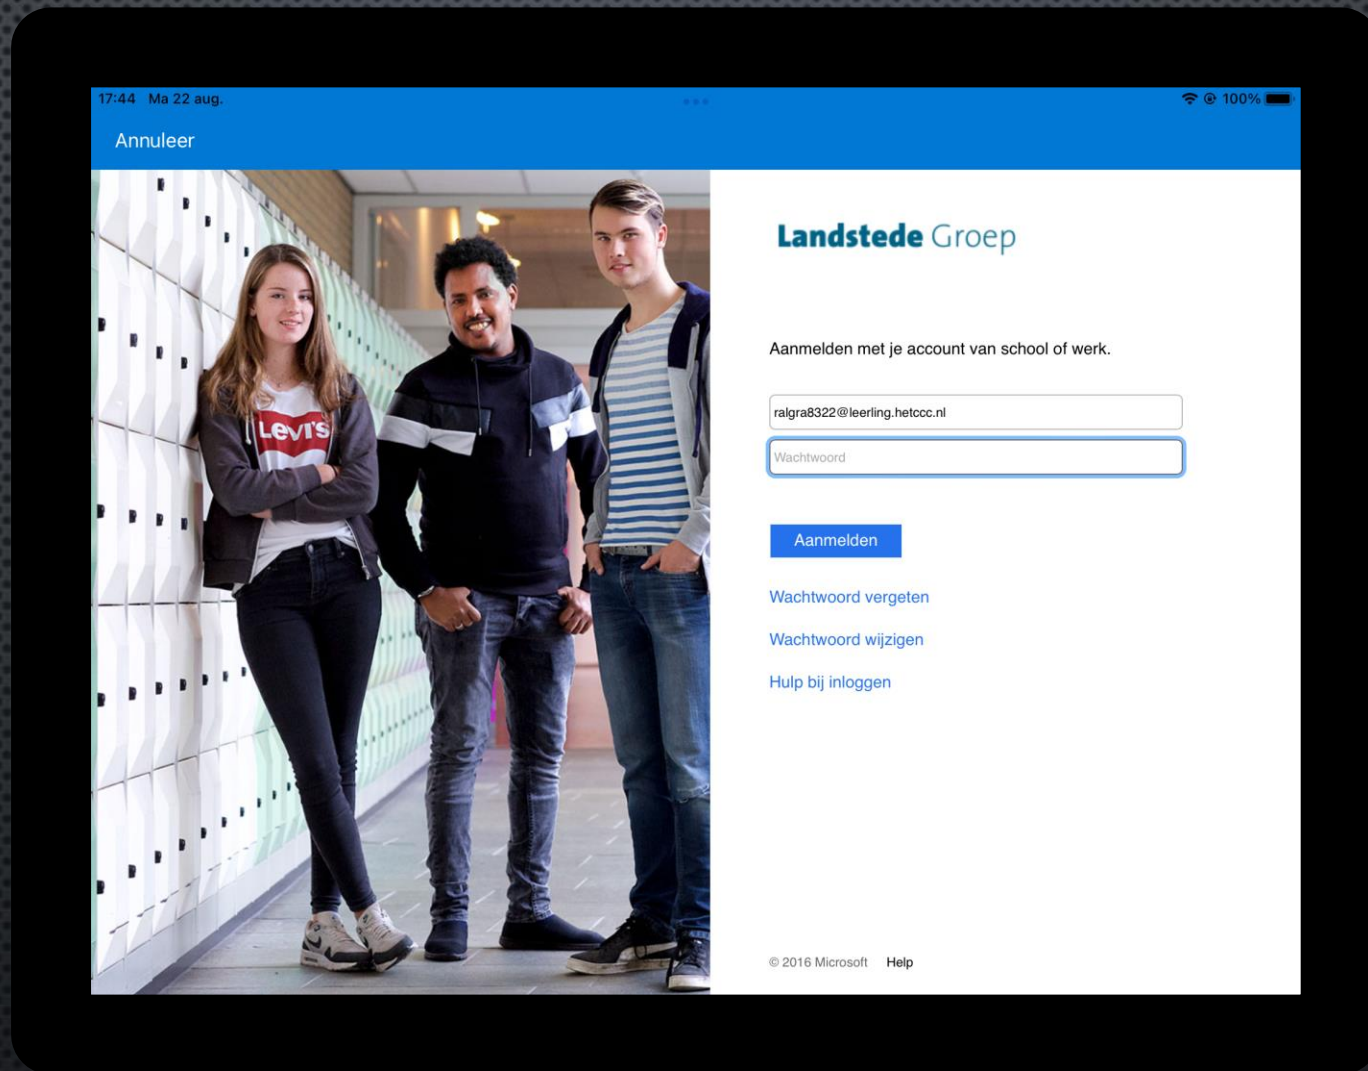 17:44 Ma 22 aug.
100%
Annuleer
Landstede Groep
Aanmelden met je account van school of werk.
ralgra8322@leerling.hetccc.nl
Wachtwoord
Aanmelden
Wachtwoord vergeten
Wachtwoord wijzigen
Hulp bij inloggen
© 2016 Microsoft Help
LEVI'S